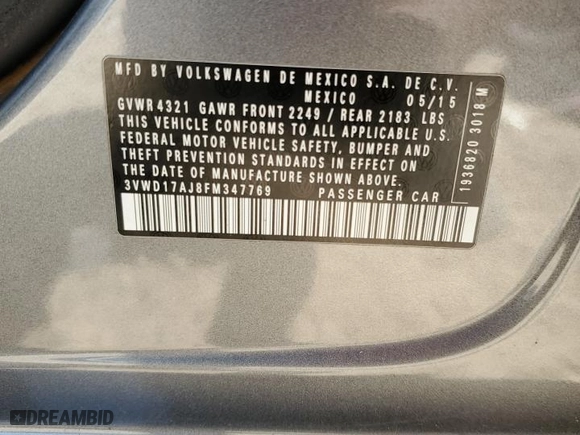 MFD BY VOLKSWAGEN DE MEXICO S.A. DE C.V.
MEXICO 05/15
GVWR 4321 GAWR FRONT 2249 / REAR 2183 LBS
THIS VEHICLE CONFORMS TO ALL APPLICABLE U.S.
FEDERAL MOTOR VEHICLE SAFETY, BUMPER AND
THEFT PREVENTION STANDARDS IN EFFECT ON
THE DATE OF MANUFACTURE SHOWN ABOVE.
3VWD17AJ8FM347769 PASSENGER CAR
1936820 3018 M
DREAMBID